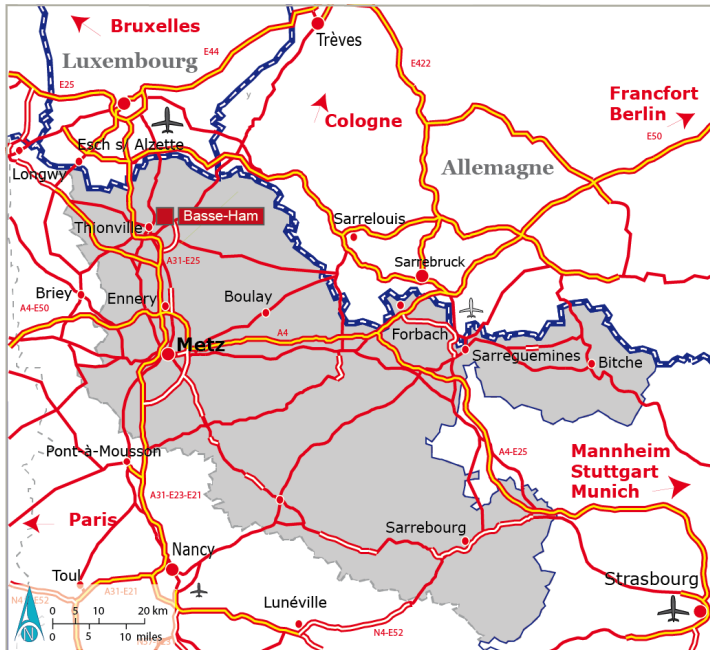 Bruxelles
Trèves
E44
Luxembourg
E422
E25
Francfort
Berlin
y
Cologne
E50
Esch s/ Alzette
Allemagne
Longwy
Basse-Ham
Thionville
Sarrelouis
A31-E25
Sarrebruck
Briey
Ennery
Boulay
A4-E50
Forbach
A4
Metz
Sarreguemines
Bitche
Pont-à-Mousson
A4-E25
Mannheim
Stuttgart
Munich
A31-E23-E21
Paris
Sarrebourg
Nancy
Toul
Strasbourg
A31-E21
N4-E52
Lunéville
0 5 10 20 km
0 5 10 miles
N4-E52
N